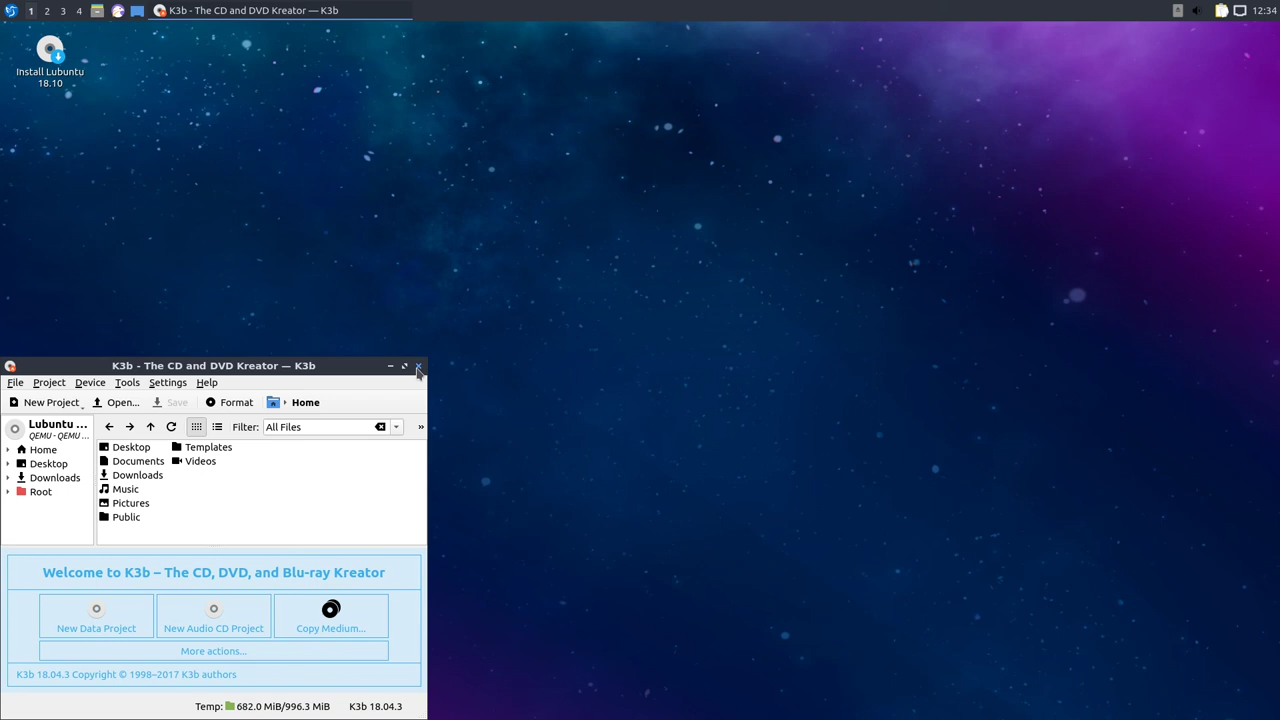 1 2 3 4 K3b - The CD and DVD Kreator — K3b 12:34
Install Lubuntu
18.10
K3b - The CD and DVD Kreator — K3b
File Project Device Tools Settings Help
New Project Open... Save Format Home
Lubuntu ...
QEMU - QEMU ...
Filter: All Files »
Home
Desktop
Downloads
Root
Desktop Templates
Documents Videos
Downloads
Music
Pictures
Public
Welcome to K3b – The CD, DVD, and Blu-ray Kreator
New Data Project New Audio CD Project Copy Medium...
More actions...
K3b 18.04.3 Copyright © 1998–2017 K3b authors
Temp: 682.0 MiB/996.3 MiB K3b 18.04.3